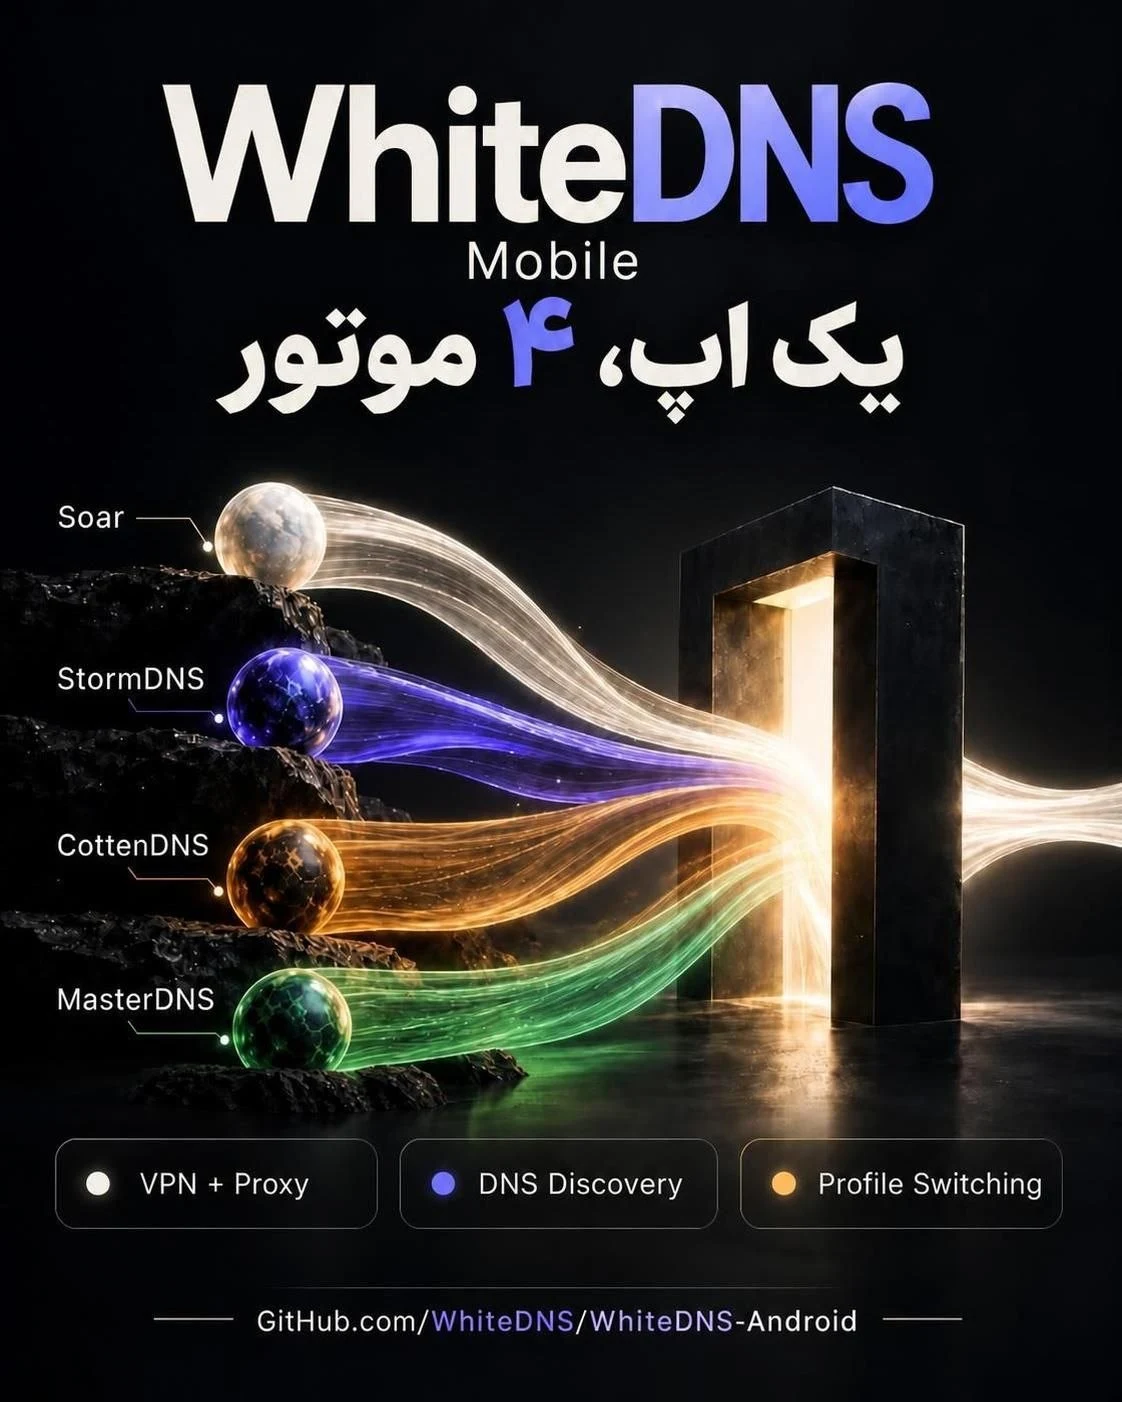 WhiteDNS
Mobile
یک اپ، ۴ موتور
Soar
StormDNS
CottenDNS
MasterDNS
VPN + Proxy
DNS Discovery
Profile Switching
GitHub.com/WhiteDNS/WhiteDNS-Android